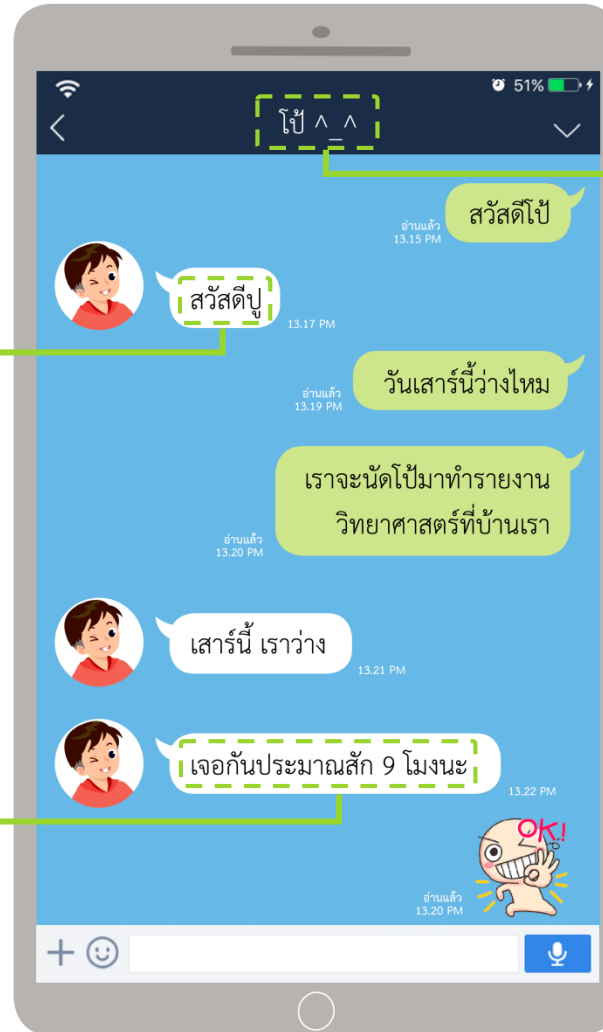 51%
โป้ ^_^
สวัสดีโป้
อ่านแล้ว
13.15 PM
สวัสดีปู
13.17 PM
วันเสาร์นี้ว่างไหม
อ่านแล้ว
13.19 PM
เราจะนัดโป้มาทำรายงาน
วิทยาศาสตร์ที่บ้านเรา
อ่านแล้ว
13.20 PM
เสาร์นี้ เราว่าง
13.21 PM
เจอกันประมาณสัก 9 โมงนะ
13.22 PM
OK!
อ่านแล้ว
13.20 PM